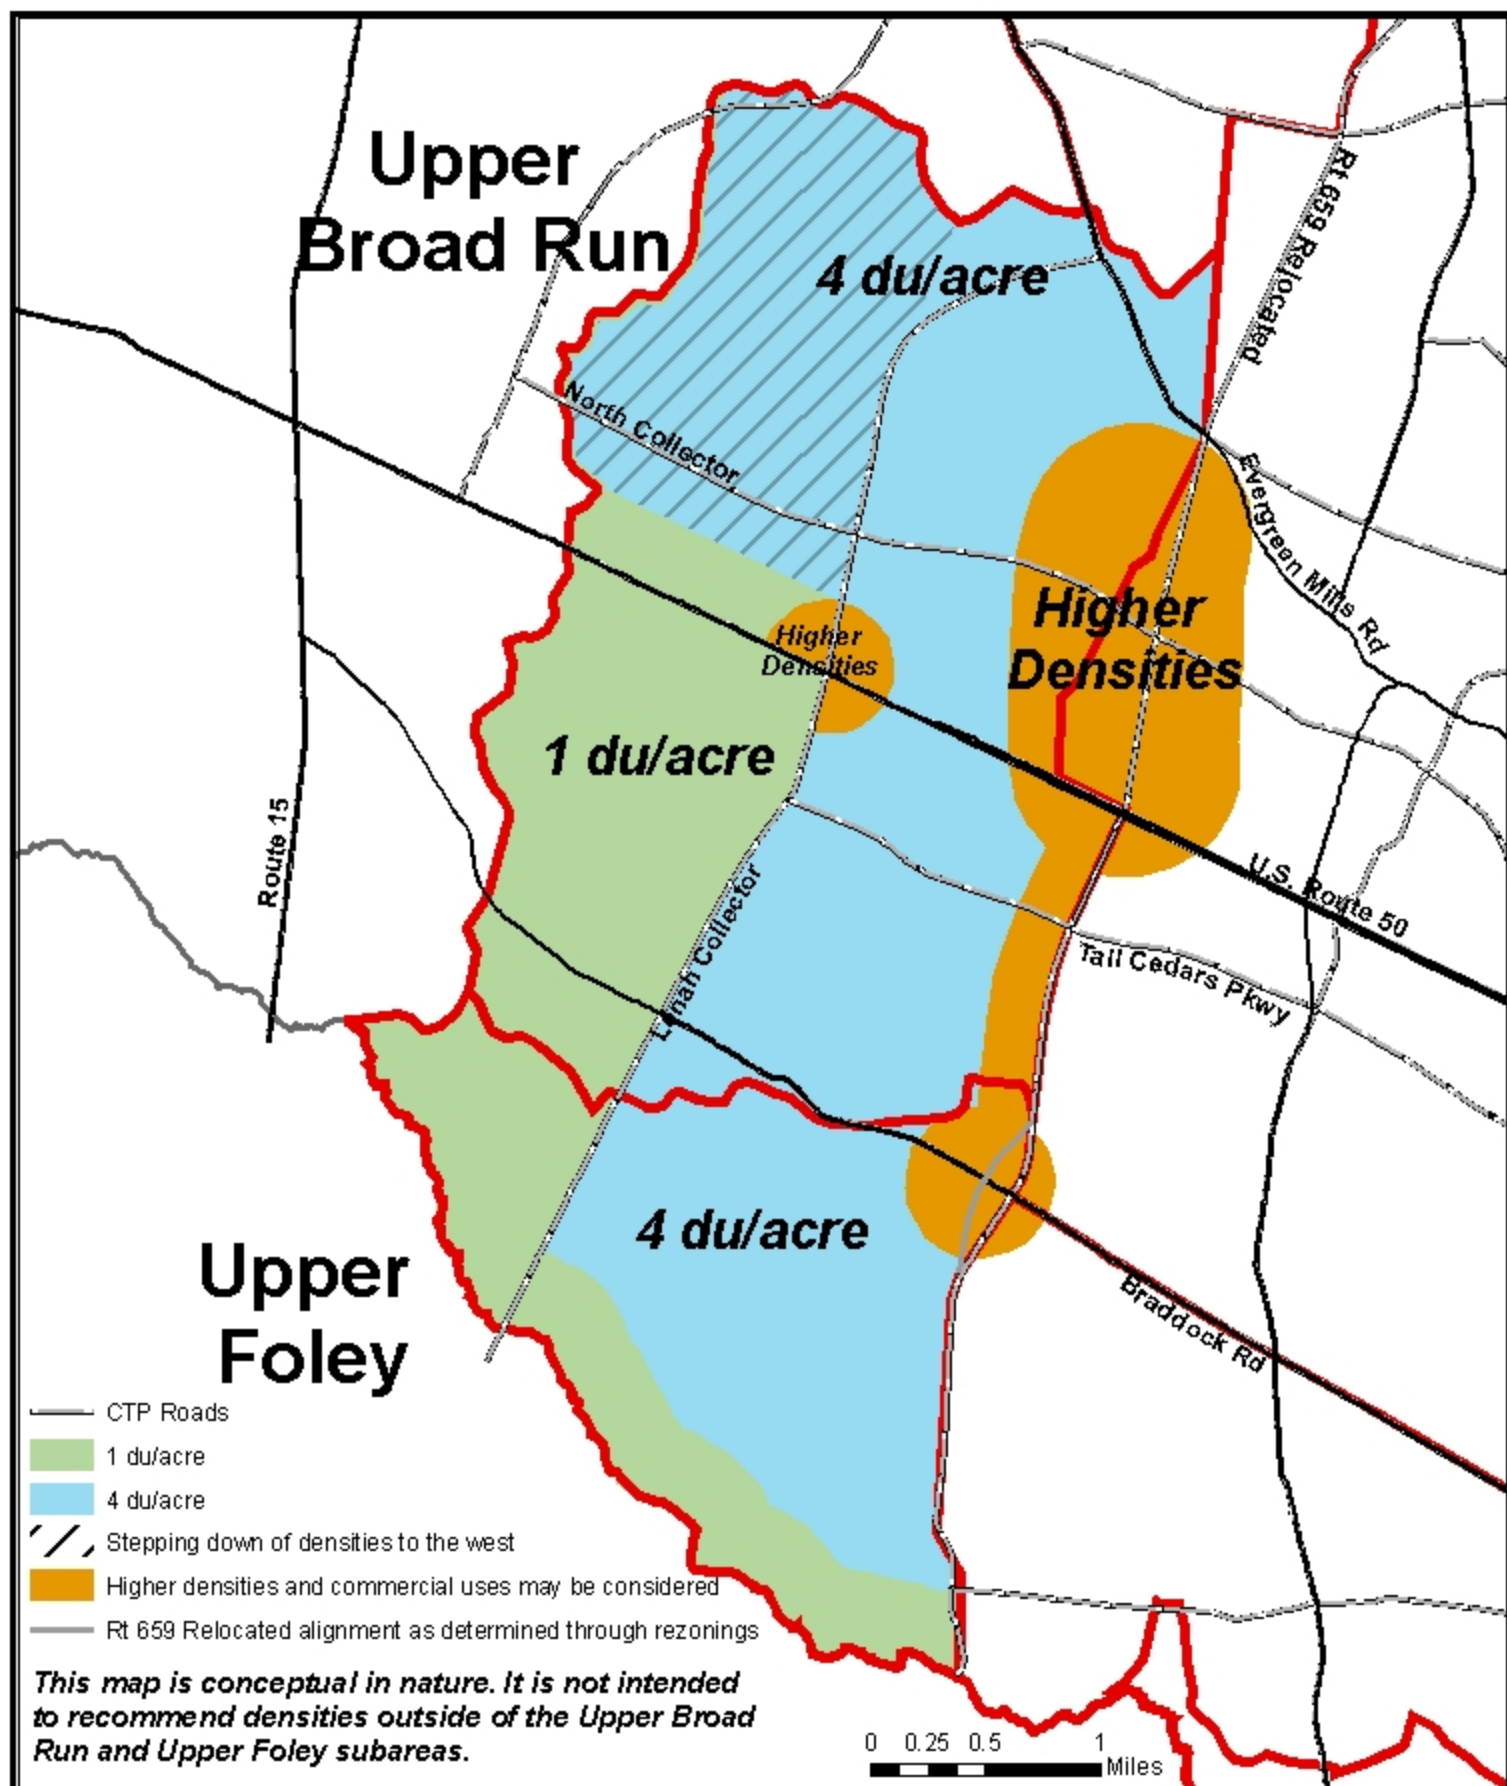 Upper
Broad Run
4 du/acre
Rt 659 Relocated
North Collector
Evergreen Mills Rd
Higher
Densities
Higher
Densities
1 du/acre
Route 15
U.S. Route 50
Lenah Collector
Tall Cedars Pkwy
4 du/acre
Upper
Foley
Braddock Rd
CTP Roads
1 du/acre
4 du/acre
Stepping down of densities to the west
Higher densities and commercial uses may be considered
Rt 659 Relocated alignment as determined through rezonings
This map is conceptual in nature. It is not intended
to recommend densities outside of the Upper Broad
Run and Upper Foley subareas.
0 0.25 0.5 1
Miles